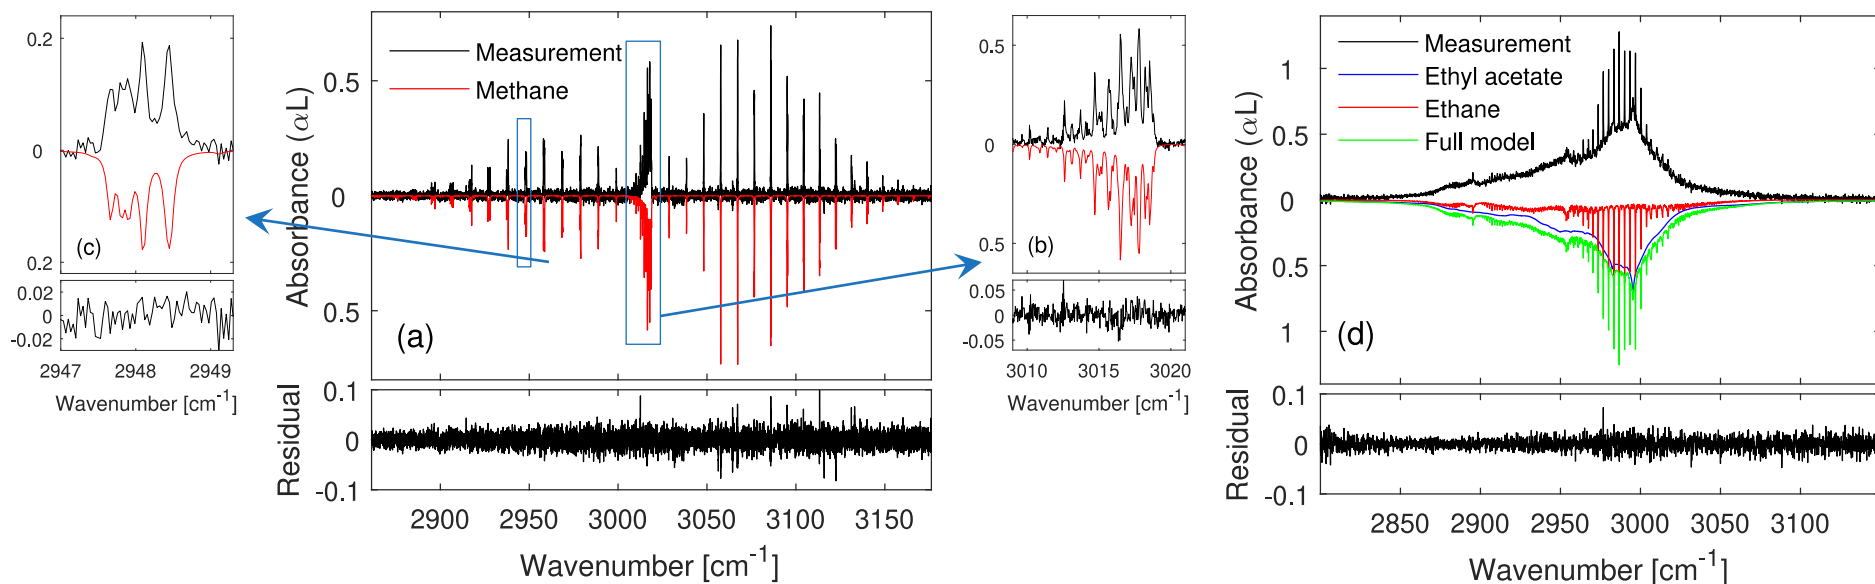 0.2
0
0.2
(c)
0.02
0
-0.02
2947
2948
2949
Wavenumber [cm-1]
Measurement
Methane
0.5
0
0.5
Absorbance (αL)
(a)
0.1
0
-0.1
Residual
2900
2950
3000
3050
3100
3150
Wavenumber [cm-1]
0.5
0
0.5
(b)
0.05
0
-0.05
3010
3015
3020
Wavenumber [cm-1]
Measurement
Ethyl acetate
Ethane
Full model
1
0.5
0
0.5
1
Absorbance (αL)
(d)
0.1
0
-0.1
Residual
2850
2900
2950
3000
3050
3100
Wavenumber [cm-1]